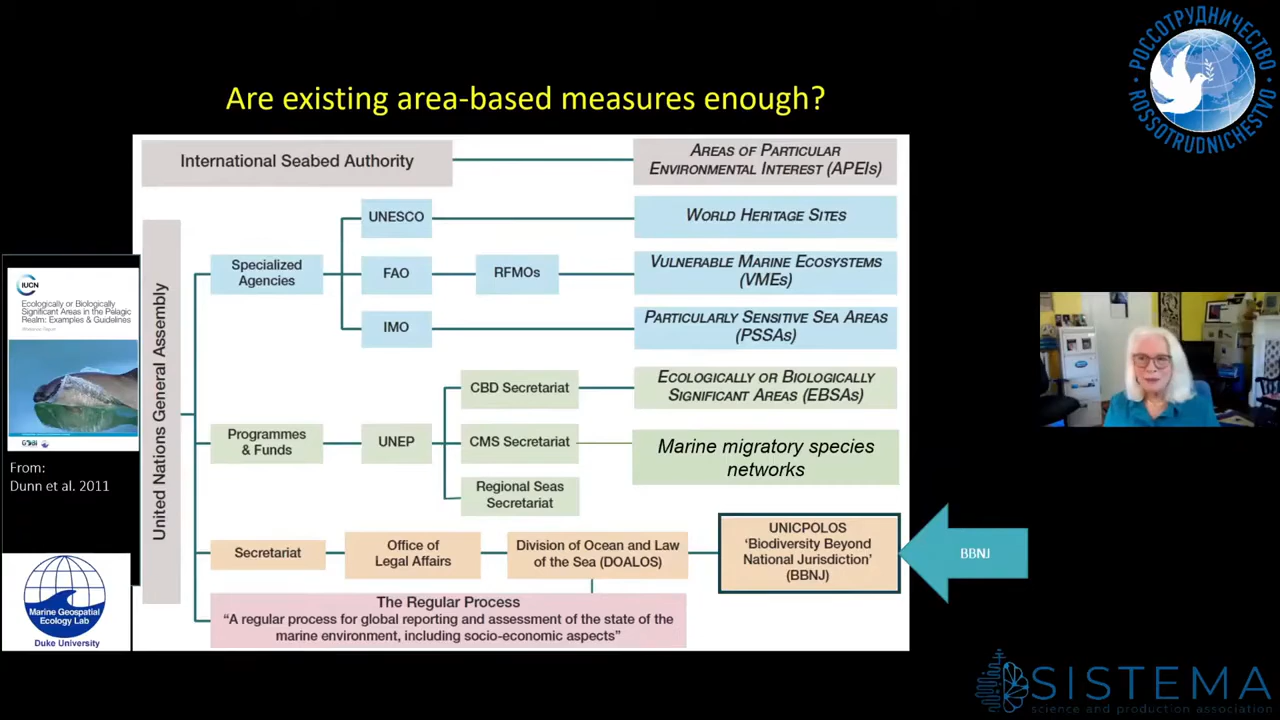 Are existing area-based measures enough?
International Seabed Authority
AREAS OF PARTICULAR
ENVIRONMENTAL INTEREST (APEIs)
United Nations General Assembly
Specialized
Agencies
UNESCO
WORLD HERITAGE SITES
FAO
RFMOs
VULNERABLE MARINE ECOSYSTEMS
(VMEs)
IMO
PARTICULARLY SENSITIVE SEA AREAS
(PSSAs)
Programmes
& Funds
UNEP
CBD Secretariat
ECOLOGICALLY OR BIOLOGICALLY
SIGNIFICANT AREAS (EBSAs)
CMS Secretariat
Marine migratory species
networks
Regional Seas
Secretariat
Secretariat
Office of
Legal Affairs
Division of Ocean and Law
of the Sea (DOALOS)
UNICPOLOS
‘Biodiversity Beyond
National Jurisdiction’
(BBNJ)
BBNJ
The Regular Process
“A regular process for global reporting and assessment of the state of the
marine environment, including socio-economic aspects”
IUCN
Ecologically or Biologically
Significant Areas in the Pelagic
Realm: Examples & Guidelines
From:
Dunn et al. 2011
Marine Geospatial
Ecology Lab
Duke University
РОССОТРУДНИЧЕСТВО
ROSSOTRUDNICHESTVO
SISTEMA
science and production association